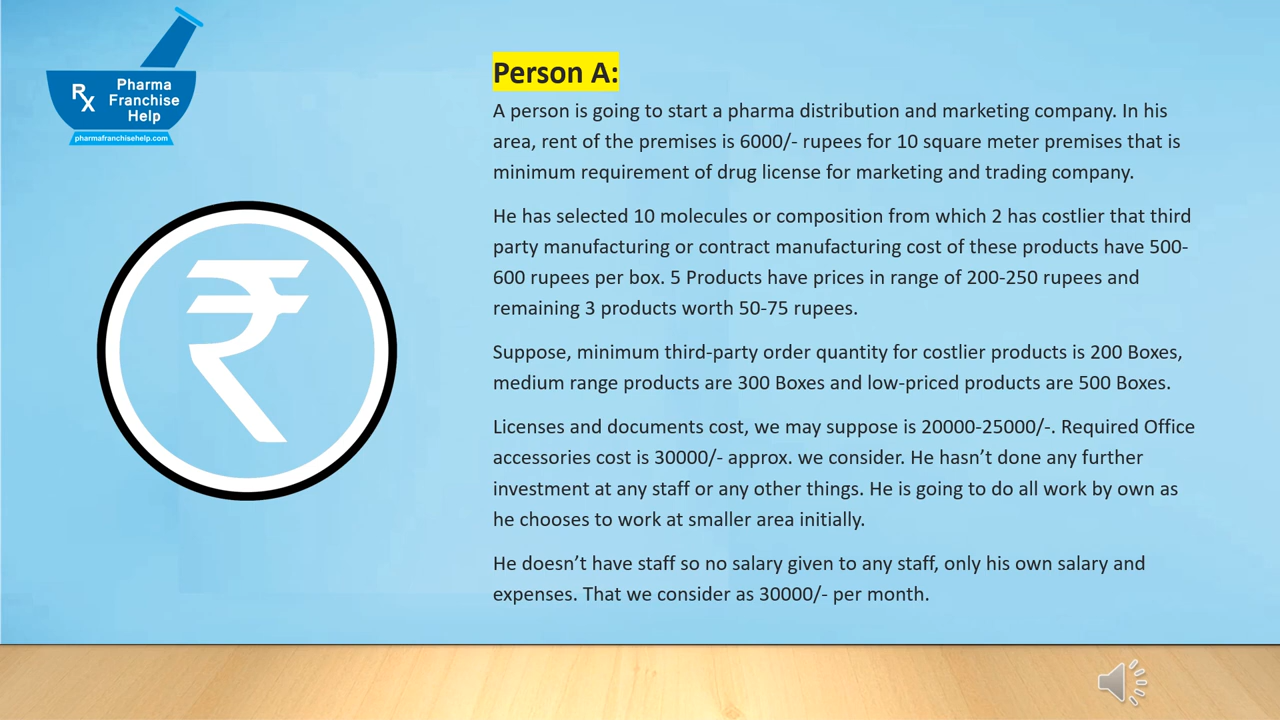 Rx
Pharma
Franchise
Help
pharmafranchisehelp.com
Person A:
A person is going to start a pharma distribution and marketing company. In his
area, rent of the premises is 6000/- rupees for 10 square meter premises that is
minimum requirement of drug license for marketing and trading company.
He has selected 10 molecules or composition from which 2 has costlier that third
party manufacturing or contract manufacturing cost of these products have 500-
600 rupees per box. 5 Products have prices in range of 200-250 rupees and
remaining 3 products worth 50-75 rupees.
Suppose, minimum third-party order quantity for costlier products is 200 Boxes,
medium range products are 300 Boxes and low-priced products are 500 Boxes.
Licenses and documents cost, we may suppose is 20000-25000/-. Required Office
accessories cost is 30000/- approx. we consider. He hasn’t done any further
investment at any staff or any other things. He is going to do all work by own as
he chooses to work at smaller area initially.
He doesn’t have staff so no salary given to any staff, only his own salary and
expenses. That we consider as 30000/- per month.
₹